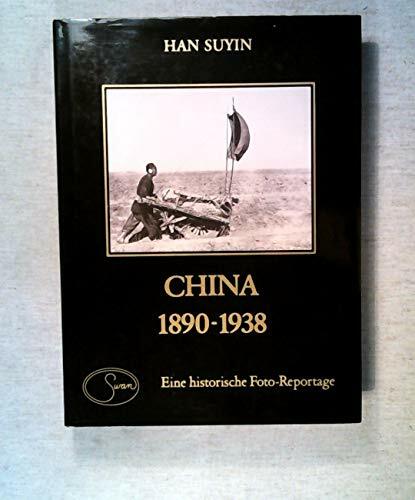 HAN SUYIN
CHINA
1890-1938
Swan
Eine historische Foto-Reportage